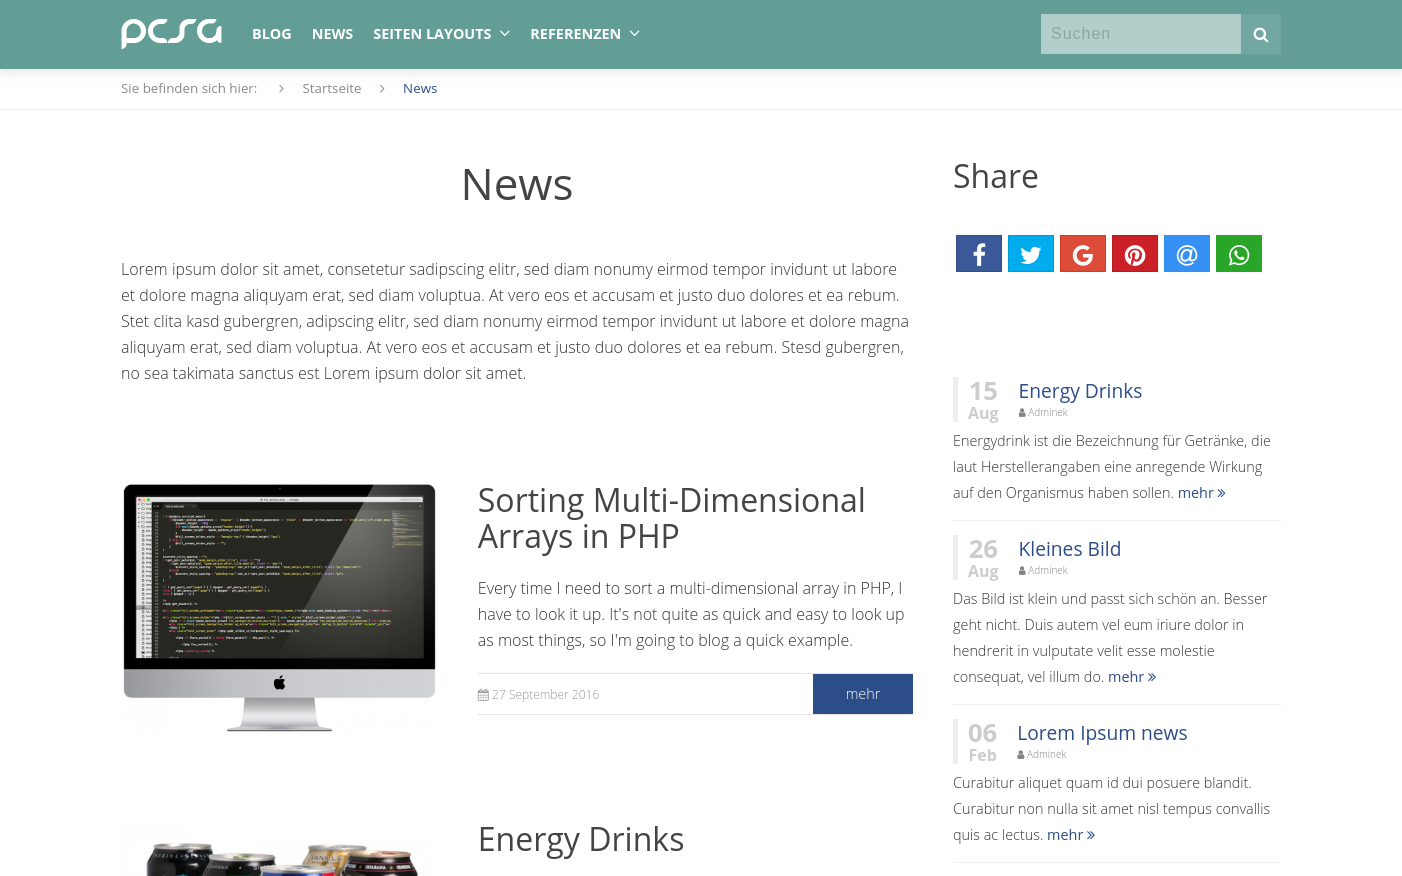 pcsg
BLOG
NEWS
SEITEN LAYOUTS
REFERENZEN
Suchen
Sie befinden sich hier:
Startseite
News
News
Lorem ipsum dolor sit amet, consetetur sadipscing elitr, sed diam nonumy eirmod tempor invidunt ut labore
et dolore magna aliquyam erat, sed diam voluptua. At vero eos et accusam et justo duo dolores et ea rebum.
Stet clita kasd gubergren, adipscing elitr, sed diam nonumy eirmod tempor invidunt ut labore et dolore magna
aliquyam erat, sed diam voluptua. At vero eos et accusam et justo duo dolores et ea rebum. Stesd gubergren,
no sea takimata sanctus est Lorem ipsum dolor sit amet.
Sorting Multi-Dimensional
Arrays in PHP
Every time I need to sort a multi-dimensional array in PHP, I
have to look it up. It's not quite as quick and easy to look up
as most things, so I'm going to blog a quick example.
27 September 2016
mehr
Energy Drinks
VANILLA
GUARANA
Share
15
Aug
Energy Drinks
Adminek
Energydrink ist die Bezeichnung für Getränke, die
laut Herstellerangaben eine anregende Wirkung
auf den Organismus haben sollen. mehr »
26
Aug
Kleines Bild
Adminek
Das Bild ist klein und passt sich schön an. Besser
geht nicht. Duis autem vel eum iriure dolor in
hendrerit in vulputate velit esse molestie
consequat, vel illum do. mehr »
06
Feb
Lorem Ipsum news
Adminek
Curabitur aliquet quam id dui posuere blandit.
Curabitur non nulla sit amet nisl tempus convallis
quis ac lectus. mehr »